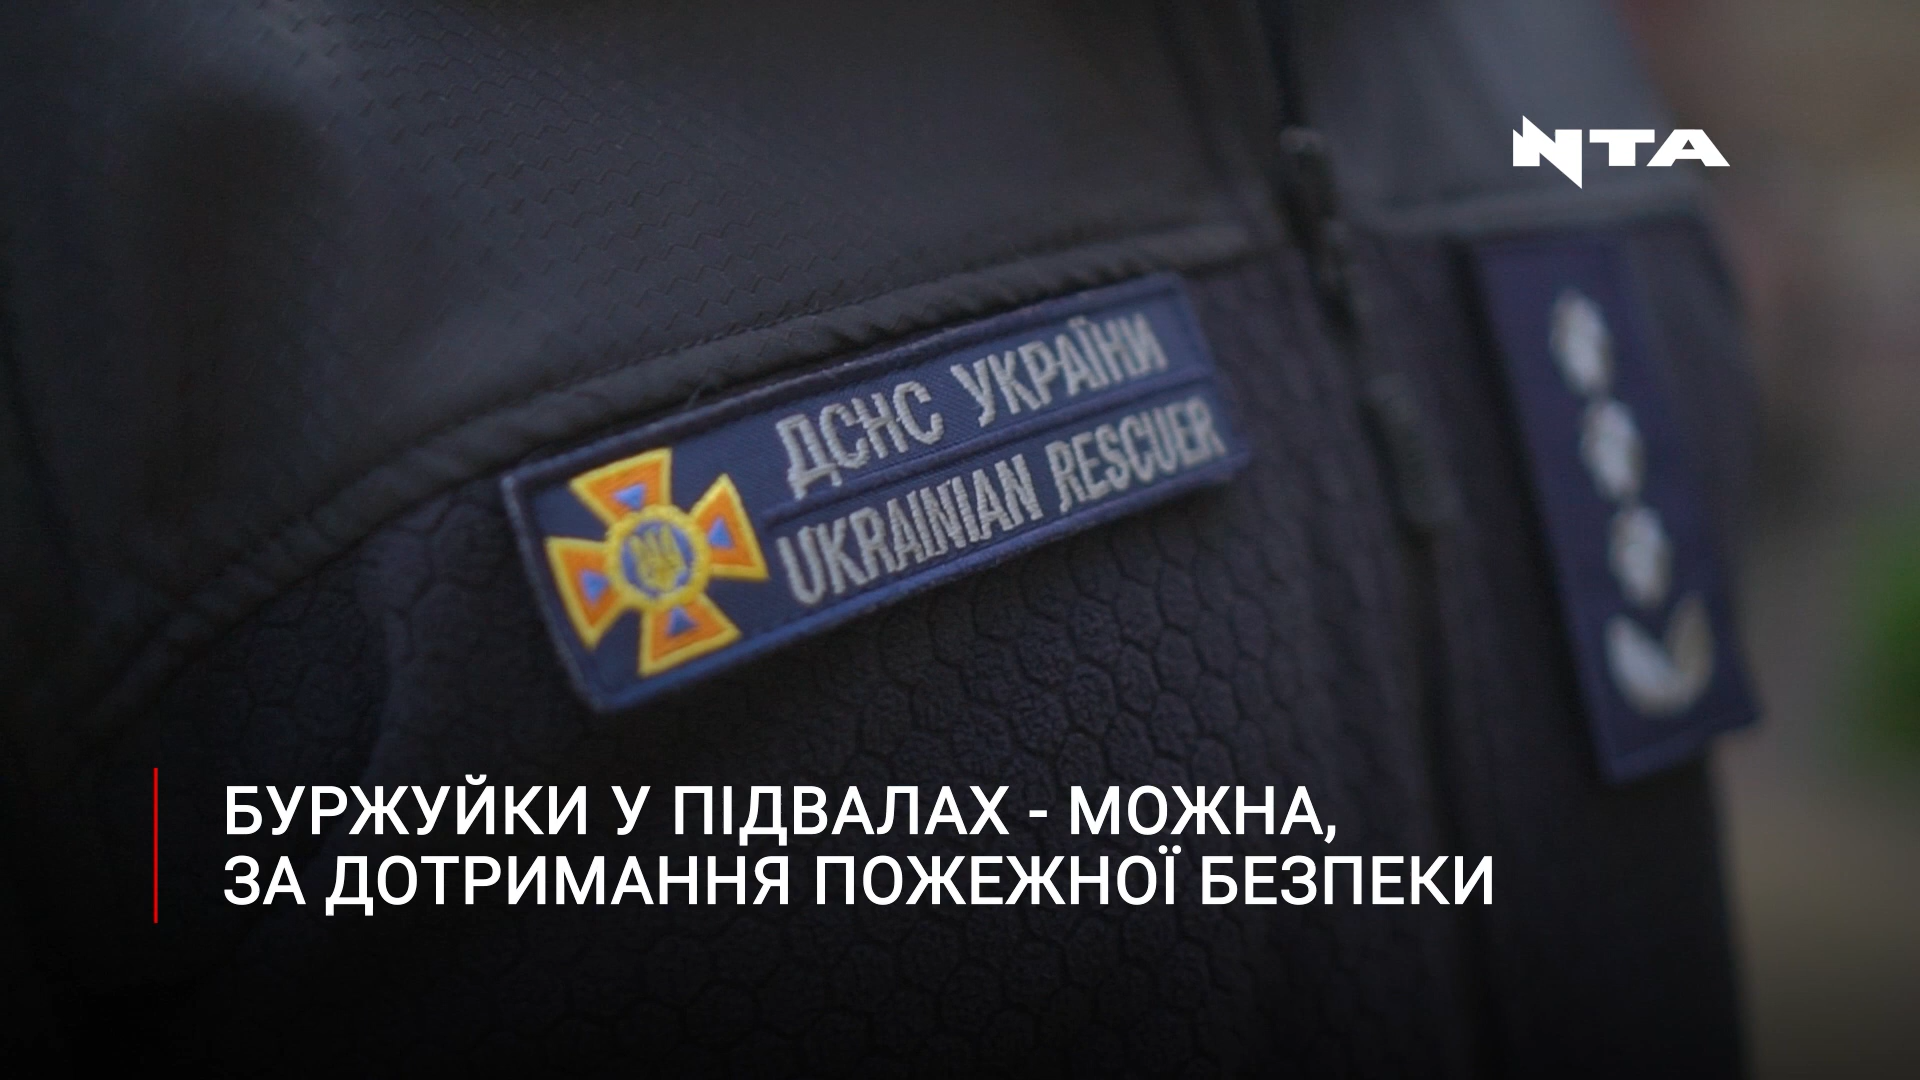 NTA
ДСНС УКРАЇНИ
UKRAINIAN RESCUER
БУРЖУЙКИ У ПІДВАЛАХ - МОЖНА,
ЗА ДОТРИМАННЯ ПОЖЕЖНОЇ БЕЗПЕКИ